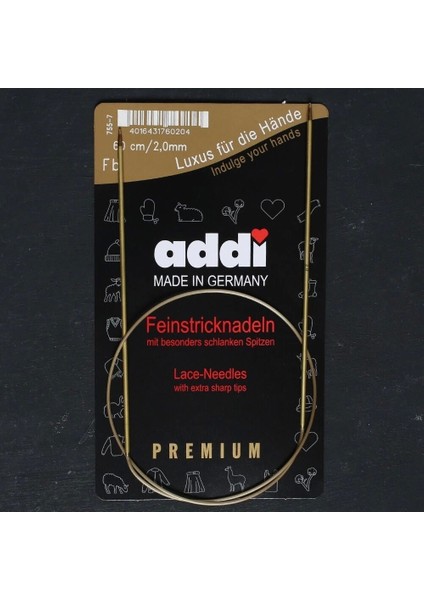 755-7
4016431760204
60 cm/2,0mm
Luxus für die Hände
Indulge your hands
addi
MADE IN GERMANY
Feinstricknadeln
mit besonders schlanken Spitzen
Lace-Needles
with extra sharp tips
PREMIUM